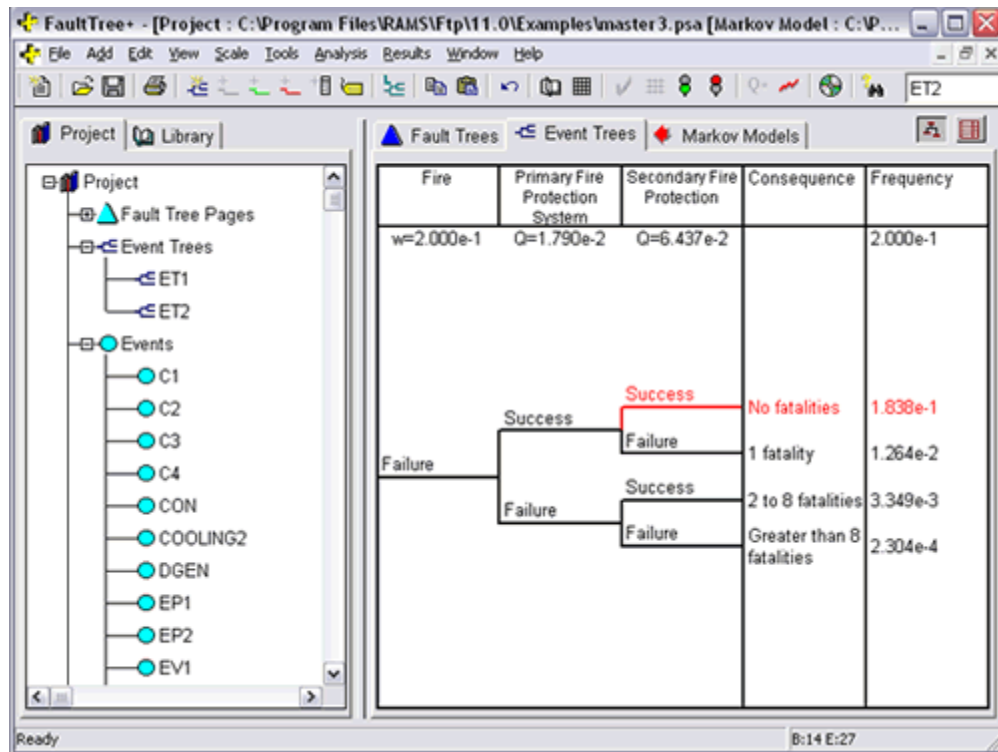 FaultTree+ - [Project : C:\Program Files\RAMS\Ftp\11.0\Examples\master3.psa [Markov Model : C:\P...
File Add Edit View Scale Tools Analysis Results Window Help
ET2
Project Library
Fault Trees Event Trees Markov Models
Project
Fault Tree Pages
Event Trees
ET1
ET2
Events
C1
C2
C3
C4
CON
COOLING2
DGEN
EP1
EP2
EV1
Fire
Primary Fire
Protection
System
Secondary Fire
Protection
Consequence
Frequency
w=2.000e-1 Q=1.790e-2 Q=6.437e-2 2.000e-1
Success
No fatalities 1.838e-1
Success
Failure
1 fatality 1.264e-2
Failure
Success
2 to 8 fatalities 3.349e-3
Failure
Failure
Greater than 8
fatalities
2.304e-4
Ready B:14 E:27